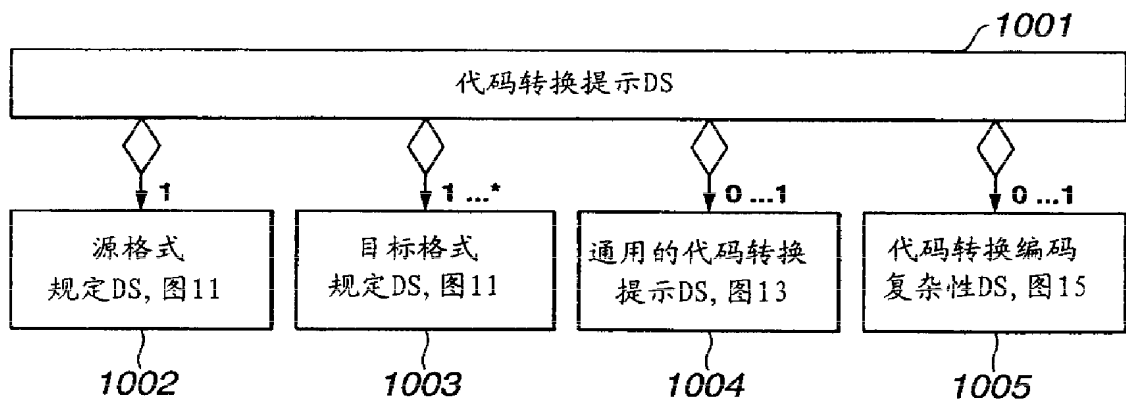 1001
代码转换提示DS
1
1 ...*
0 ...1
0 ...1
源格式
规定DS, 图11
目标格式
规定DS, 图11
通用的代码转换
提示DS, 图13
代码转换编码
复杂性DS, 图15
1002
1003
1004
1005